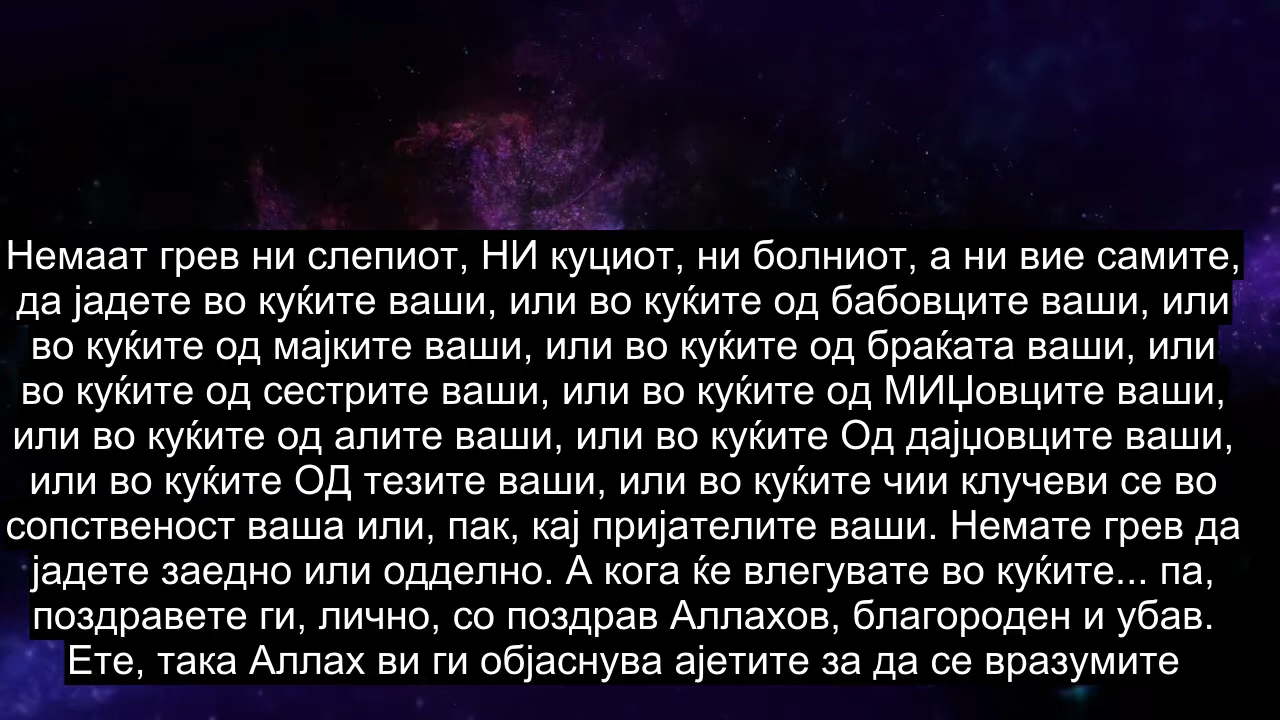 Немаат грев ни слепиот, НИ куциот, ни болниот, а ни вие самите,
да јадете во куќите ваши, или во куќите од бабовците ваши, или
во куќите од мајките ваши, или во куќите од браќата ваши, или
во куќите од сестрите ваши, или во куќите од МИЏовците ваши,
или во куќите од алите ваши, или во куќите Од дајџовците ваши,
или во куќите ОД тезите ваши, или во куќите чии клучеви се во
сопственост ваша или, пак, кај пријателите ваши. Немате грев да
јадете заедно или одделно. А кога ќе влегувате во куќите... па,
поздравете ги, лично, со поздрав Аллахов, благороден и убав.
Ете, така Аллах ви ги објаснува ајетите за да се вразумите